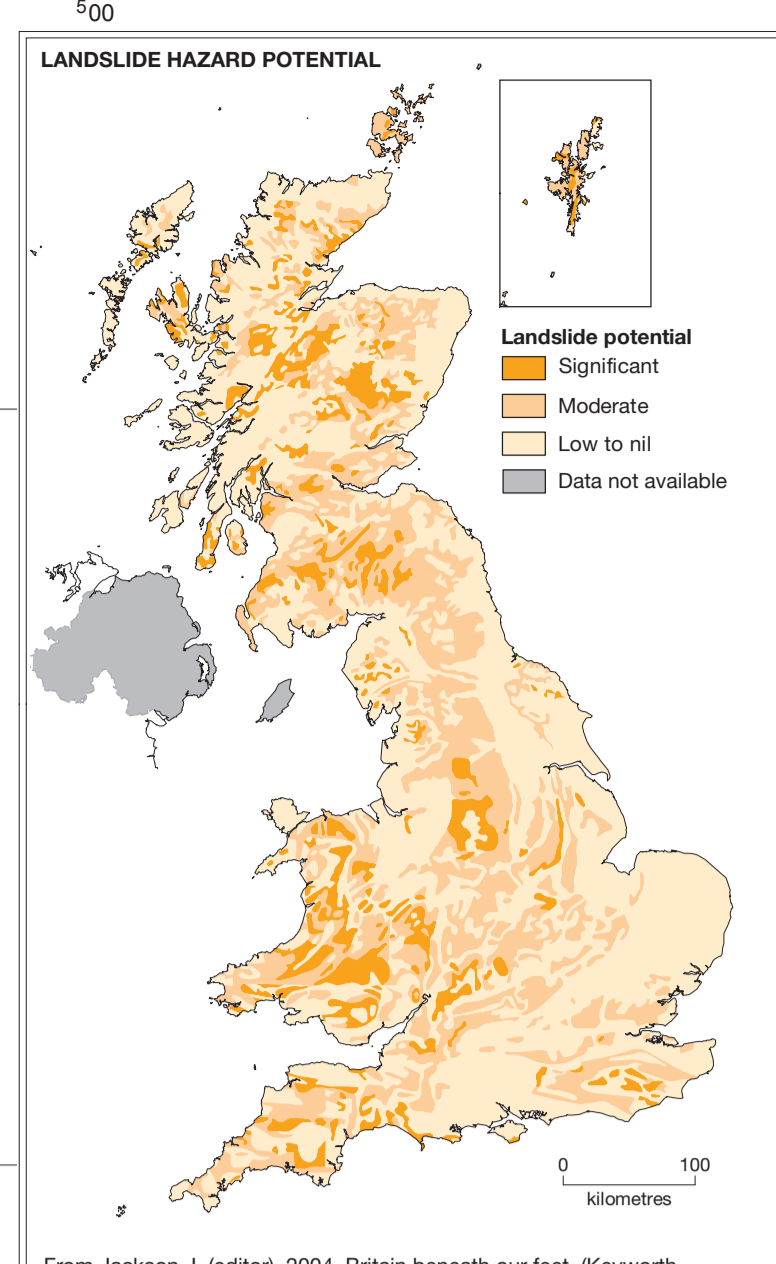 500
LANDSLIDE HAZARD POTENTIAL
Landslide potential
Significant
Moderate
Low to nil
Data not available
0 100
kilometres